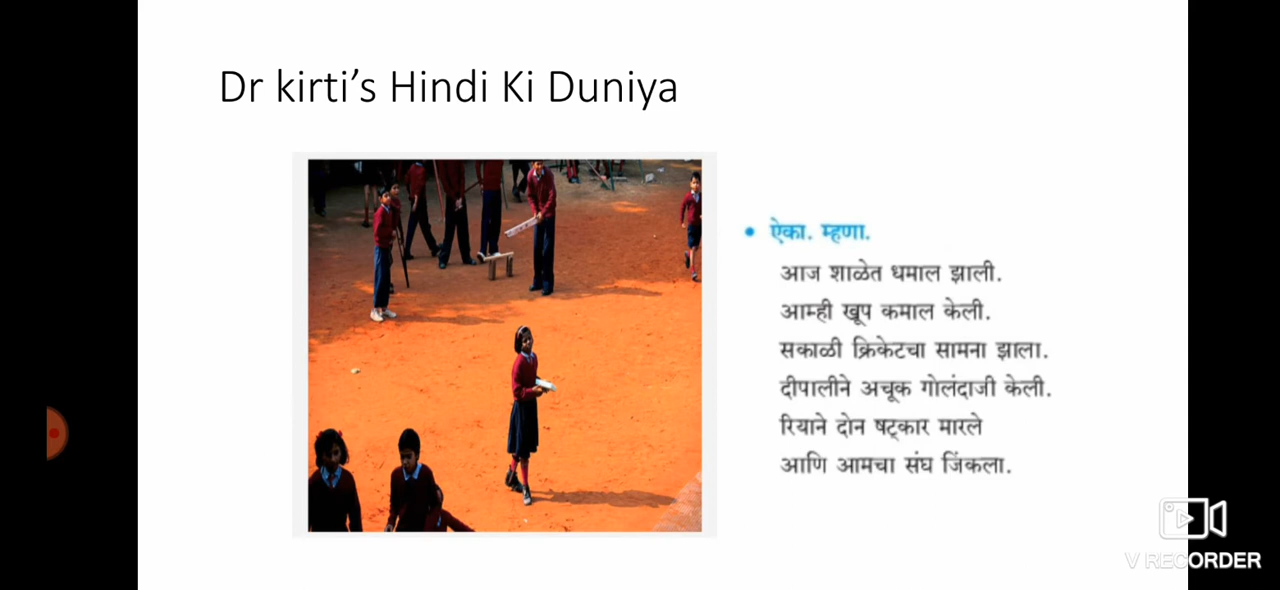 Dr kirti's Hindi Ki Duniya
• ऐका. म्हणा.
आज शाळेत धमाल झाली.
आम्ही खूप कमाल केली.
सकाळी क्रिकेटचा सामना झाला.
दीपालीने अचूक गोलंदाजी केली.
रियाने दोन षट्कार मारले
आणि आमचा संघ जिंकला.
V RECORDER